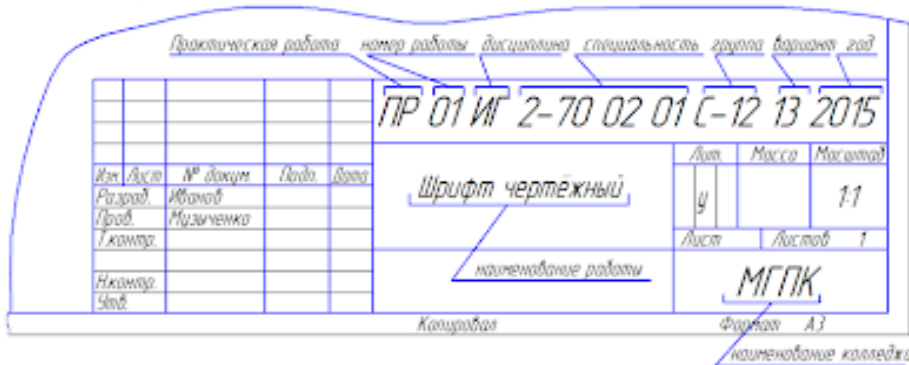 Практическая работа номер работы дисциплина специальность группа вариант год
ПР 01 ИГ 2-70 02 01 С-12 13 2015
Изм. Лист № докум. Подп. Дата
Разраб. Иванов
Пров. Музыченко
Т.контр.
Н.контр.
Утв.
Шрифт чертёжный
наименование работы
Лит. Масса Масштаб
у 1:1
Лист Листов 1
МГПК
Копировал Формат А3
наименование колледжа